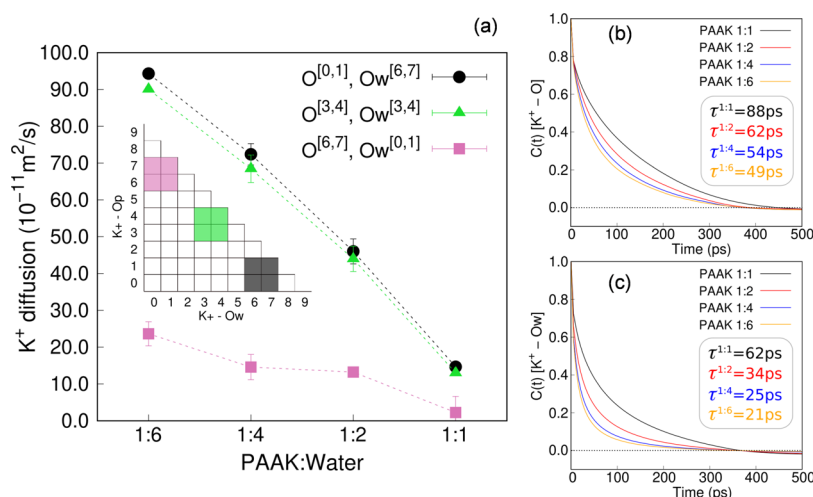 (a)
100.0
90.0
80.0
70.0
60.0
50.0
40.0
30.0
20.0
10.0
0.0
K⁺ diffusion (10⁻¹¹m²/s)
1:6
1:4
1:2
1:1
PAAK:Water
O^[0,1], Ow^[6,7]
O^[3,4], Ow^[3,4]
O^[6,7], Ow^[0,1]
K+ - Op
9
8
7
6
5
4
3
2
1
0
0 1 2 3 4 5 6 7 8 9
K+ - Ow
(b)
PAAK 1:1
PAAK 1:2
PAAK 1:4
PAAK 1:6
τ^1:1=88ps
τ^1:2=62ps
τ^1:4=54ps
τ^1:6=49ps
C(t) [K⁺ − O]
1.0
0.8
0.6
0.4
0.2
0.0
0 100 200 300 400 500
Time (ps)
(c)
PAAK 1:1
PAAK 1:2
PAAK 1:4
PAAK 1:6
τ^1:1=62ps
τ^1:2=34ps
τ^1:4=25ps
τ^1:6=21ps
C(t) [K⁺ − Ow]
1.0
0.8
0.6
0.4
0.2
0.0
0 100 200 300 400 500
Time (ps)